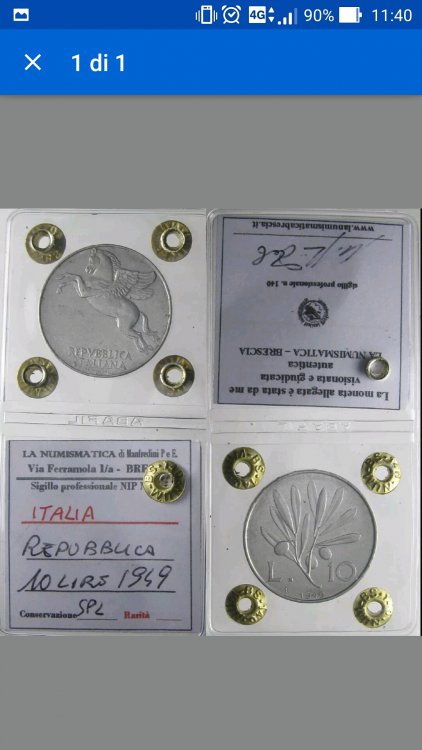 4G
90%
11:40
1 di 1
REPVBBLICA
ITALIANA
www.lanumismaticabrescia.it
sigillo professionale n. 140
LA NUMISMATICA - BRESCIA
autentica
visionata e giudicata
La moneta allegata è stata da me
LA NUMISMATICA di Manfredini P e E.
Via Ferramola 1/a -
Sigillo professionale NIP
ITALIA
REPUBBLICA
10 LIRE 1949
Conservazione SPL Rarità
L. 10
1949